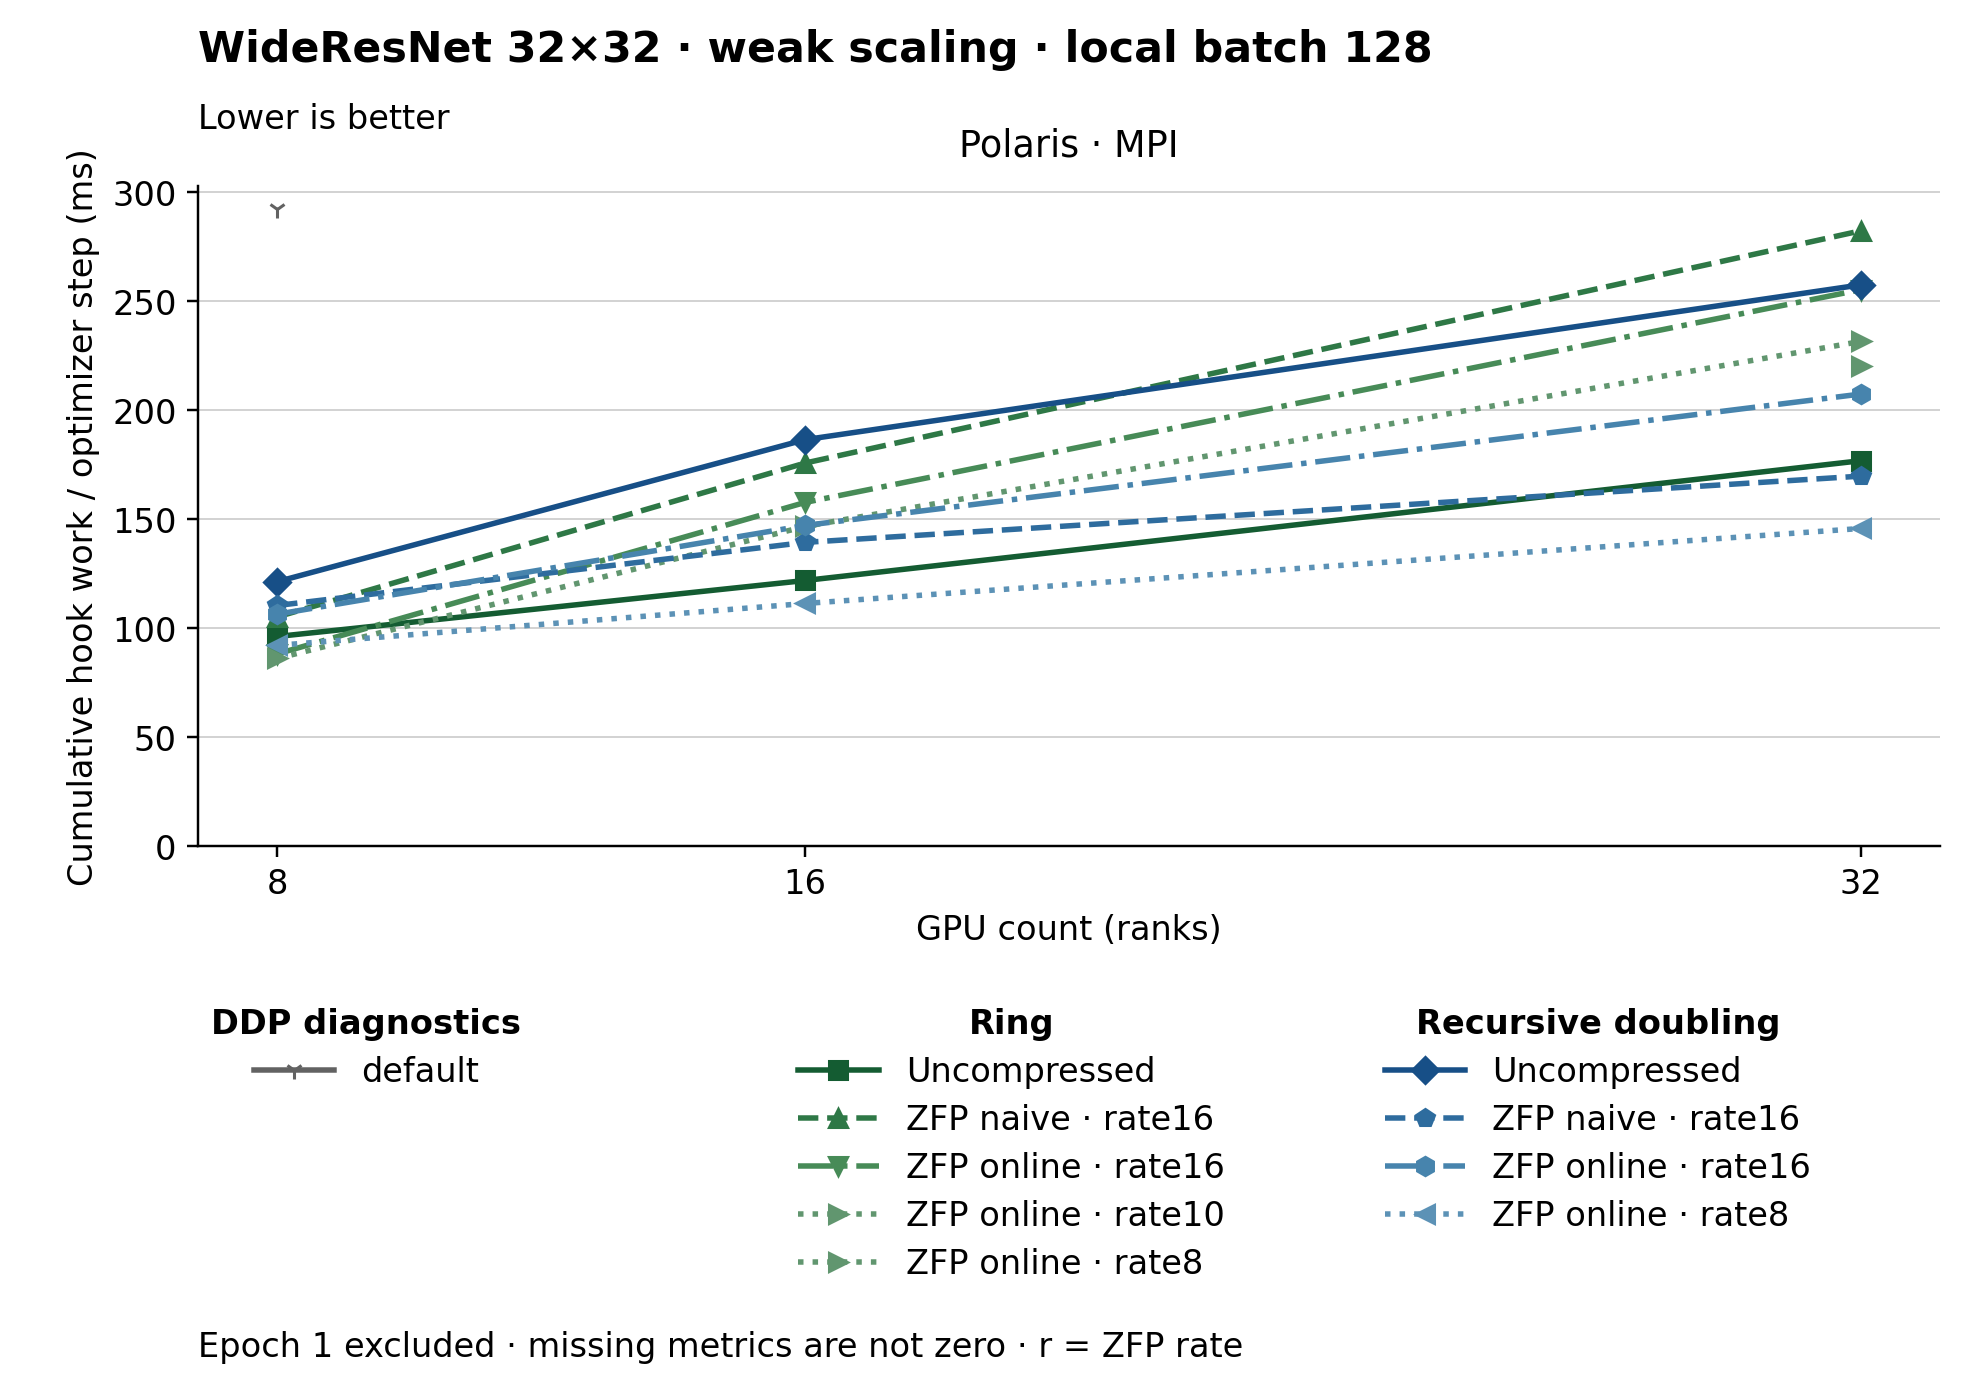 WideResNet 32×32 · weak scaling · local batch 128
Lower is better
Polaris · MPI
Cumulative hook work / optimizer step (ms)
300
250
200
150
100
50
0
8 16 32
GPU count (ranks)
DDP diagnostics
default
Ring
Uncompressed
ZFP naive · rate16
ZFP online · rate16
ZFP online · rate10
ZFP online · rate8
Recursive doubling
Uncompressed
ZFP naive · rate16
ZFP online · rate16
ZFP online · rate8
Epoch 1 excluded · missing metrics are not zero · r = ZFP rate